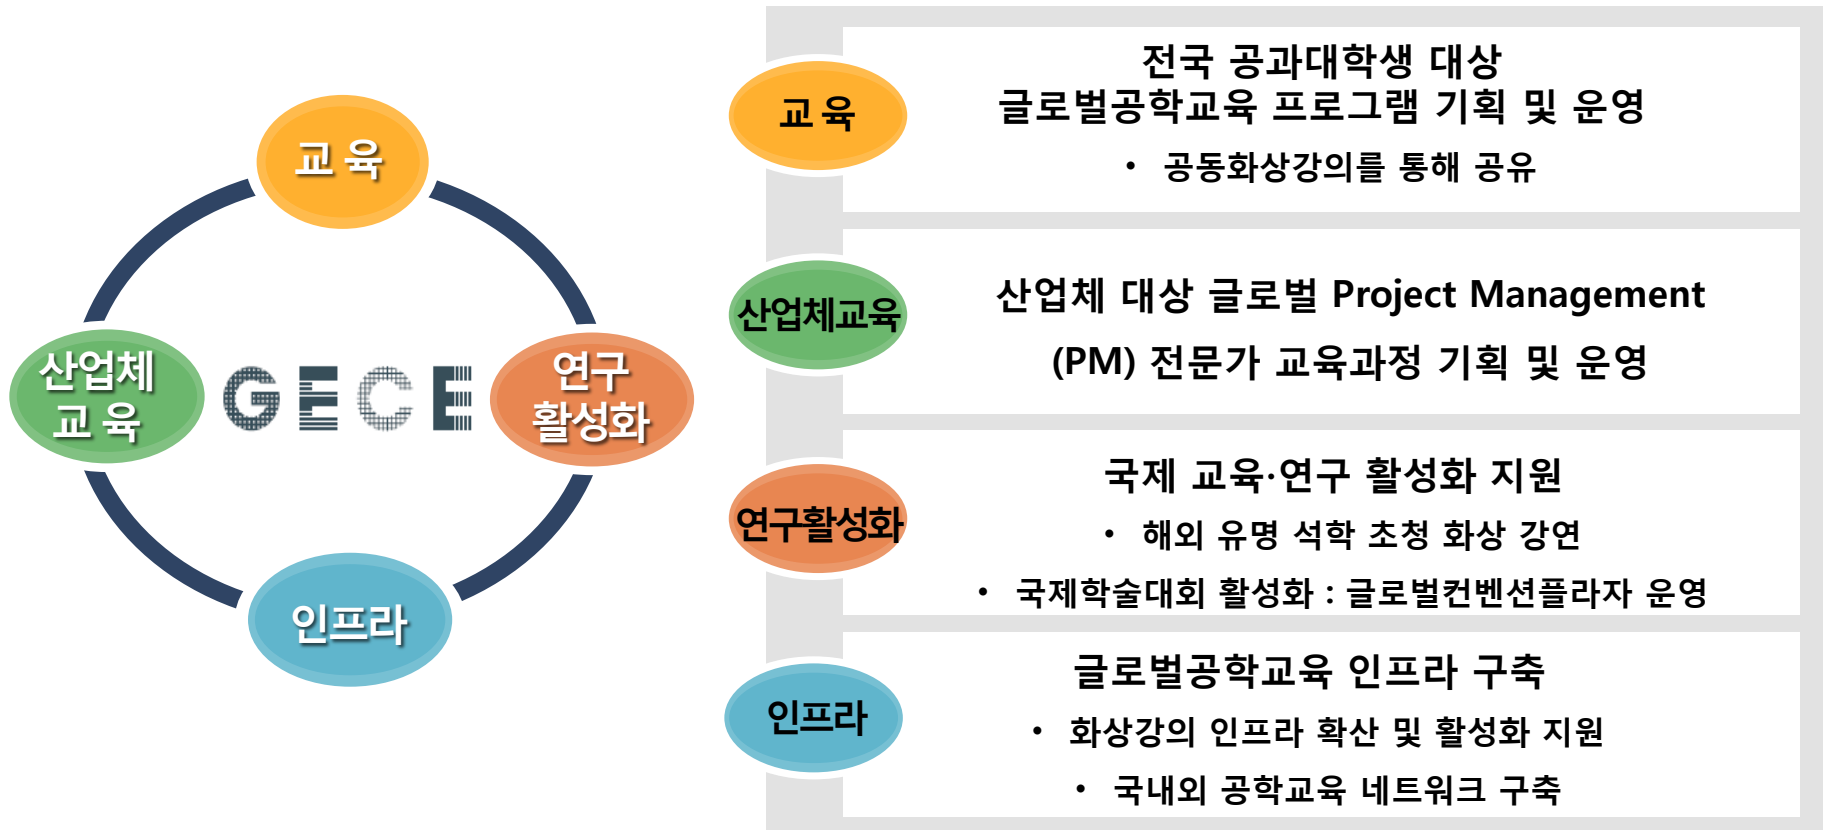 교 육
산업체
교 육
GECE
연구
활성화
인프라
교 육
전국 공과대학생 대상
글로벌공학교육 프로그램 기획 및 운영
• 공동화상강의를 통해 공유
산업체교육
산업체 대상 글로벌 Project Management
(PM) 전문가 교육과정 기획 및 운영
연구활성화
국제 교육·연구 활성화 지원
• 해외 유명 석학 초청 화상 강연
• 국제학술대회 활성화 : 글로벌컨벤션플라자 운영
인프라
글로벌공학교육 인프라 구축
• 화상강의 인프라 확산 및 활성화 지원
• 국내외 공학교육 네트워크 구축